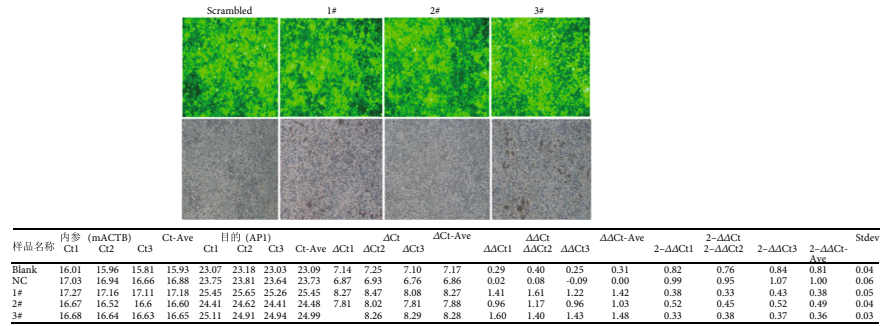 Scrambled 1# 2# 3#
样品名称 内参 (mACTB) Ct-Ave 目的 (AP1) ΔCt ΔCt-Ave ΔΔCt ΔΔCt-Ave 2–ΔΔCt Stdev
Ct1 Ct2 Ct3 Ct1 Ct2 Ct3 Ct-Ave ΔCt1 ΔCt2 ΔCt3 ΔΔCt1 ΔΔCt2 ΔΔCt3 2–ΔΔCt1 2–ΔΔCt2 2–ΔΔCt3 2–ΔΔCt-Ave
Blank 16.01 15.96 15.81 15.93 23.07 23.18 23.03 23.09 7.14 7.25 7.10 7.17 0.29 0.40 0.25 0.31 0.82 0.76 0.84 0.81 0.04
NC 17.03 16.94 16.66 16.88 23.75 23.81 23.64 23.73 6.87 6.93 6.76 6.86 0.02 0.08 -0.09 0.00 0.99 0.95 1.07 1.00 0.06
1# 17.27 17.16 17.11 17.18 25.45 25.65 25.26 25.45 8.27 8.47 8.08 8.27 1.41 1.61 1.22 1.42 0.38 0.33 0.43 0.38 0.05
2# 16.67 16.52 16.6 16.60 24.41 24.62 24.41 24.48 7.81 8.02 7.81 7.88 0.96 1.17 0.96 1.03 0.52 0.45 0.52 0.49 0.04
3# 16.68 16.64 16.63 16.65 25.11 24.91 24.94 24.99 8.26 8.29 8.28 1.60 1.40 1.43 1.48 0.33 0.38 0.37 0.36 0.03